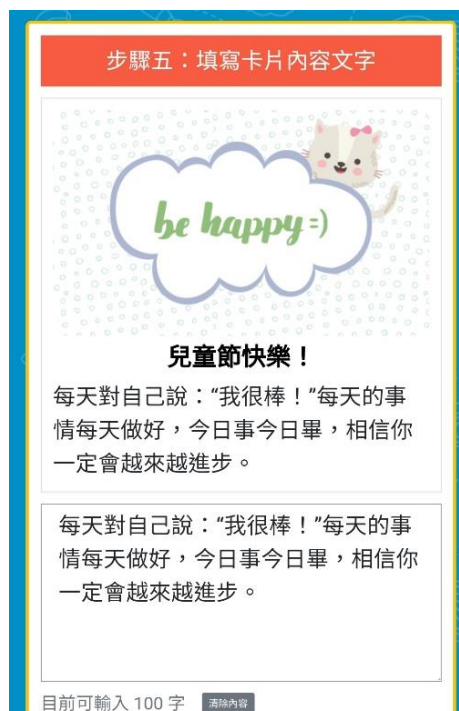 步驟五：填寫卡片內容文字
be happy =)
兒童節快樂！
每天對自己說：“我很棒！”每天的事
情每天做好，今日事今日畢，相信你
一定會越來越進步。
每天對自己說：“我很棒！”每天的事
情每天做好，今日事今日畢，相信你
一定會越來越進步。
目前可輸入 100 字 清除內容